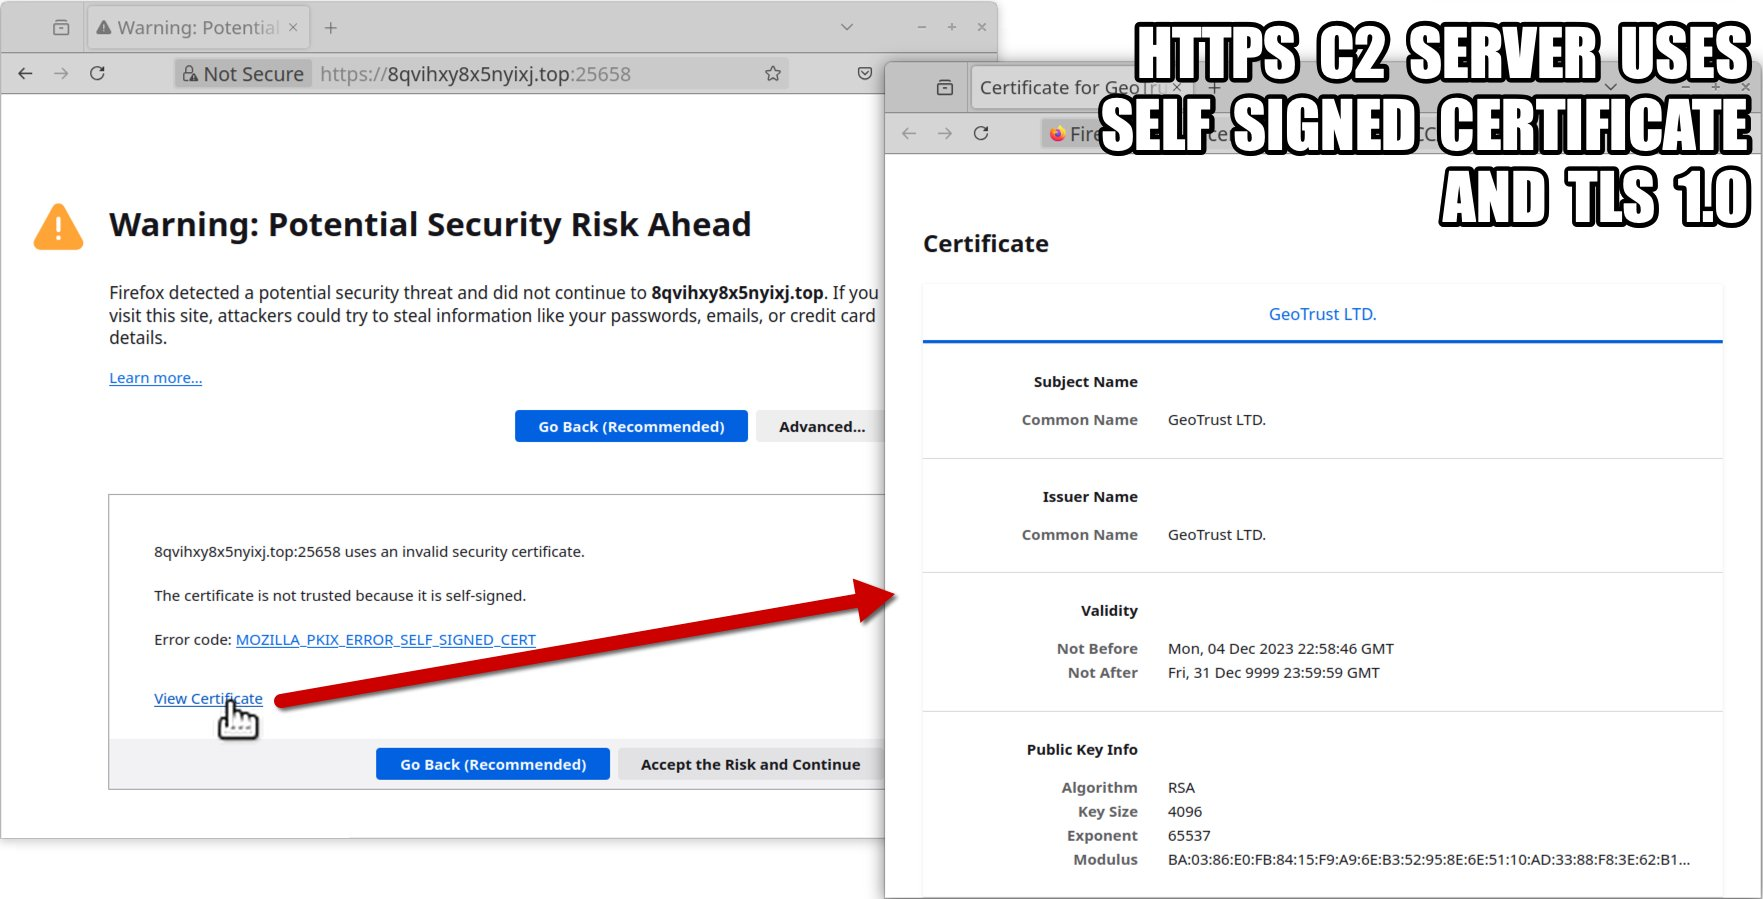 Warning: Potential
Not Secure
https://8qvihxy8x5nyixj.top:25658
Warning: Potential Security Risk Ahead
Firefox detected a potential security threat and did not continue to 8qvihxy8x5nyixj.top. If you
visit this site, attackers could try to steal information like your passwords, emails, or credit card
details.
Learn more...
Go Back (Recommended)
Advanced...
8qvihxy8x5nyixj.top:25658 uses an invalid security certificate.
The certificate is not trusted because it is self-signed.
Error code: MOZILLA_PKIX_ERROR_SELF_SIGNED_CERT
View Certificate
Go Back (Recommended)
Accept the Risk and Continue
HTTPS C2 SERVER USES
SELF SIGNED CERTIFICATE
AND TLS 1.0
Certificate for GeoTru
Certificate
GeoTrust LTD.
Subject Name
Common Name GeoTrust LTD.
Issuer Name
Common Name GeoTrust LTD.
Validity
Not Before Mon, 04 Dec 2023 22:58:46 GMT
Not After Fri, 31 Dec 9999 23:59:59 GMT
Public Key Info
Algorithm RSA
Key Size 4096
Exponent 65537
Modulus BA:03:86:E0:FB:84:15:F9:A9:6E:B3:52:95:8E:6E:51:10:AD:33:88:F8:3E:62:B1...